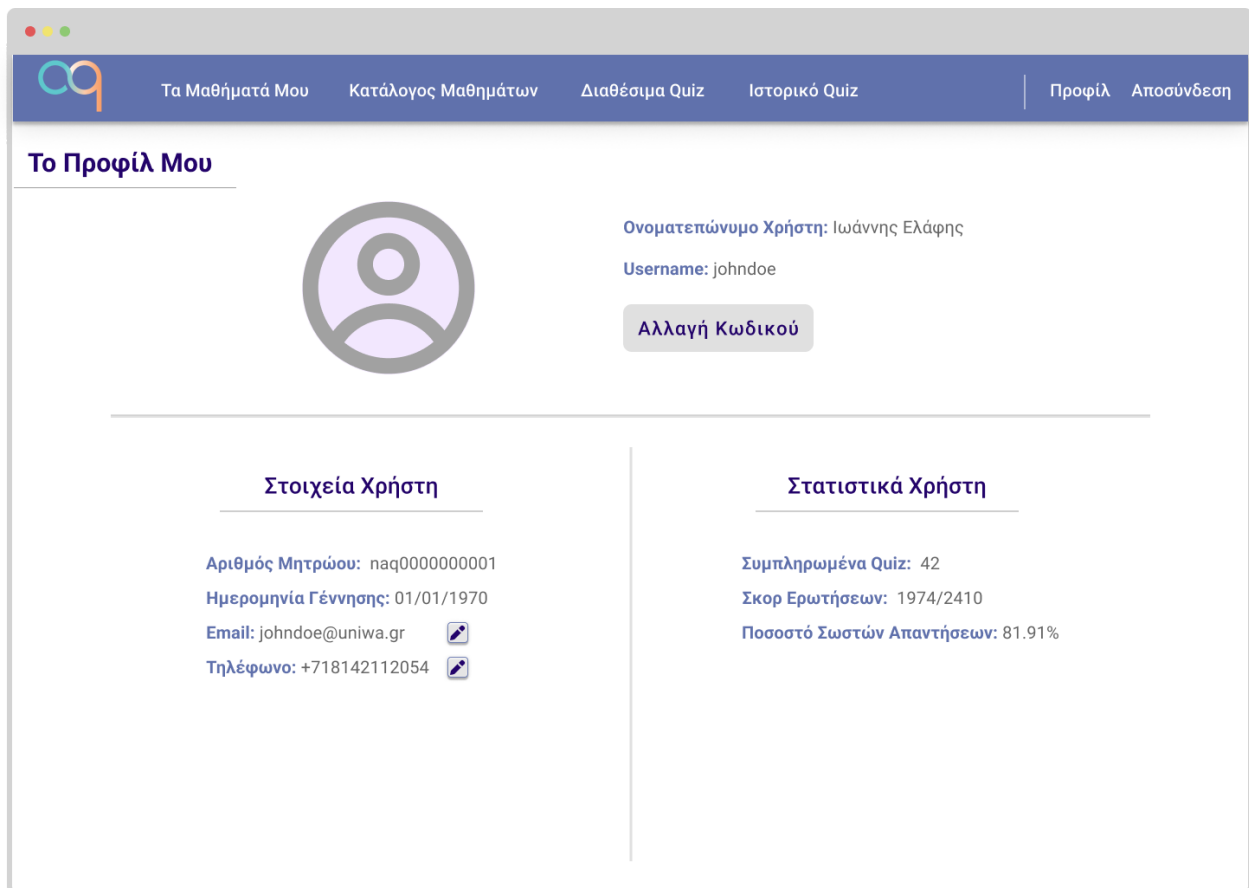 Τα Μαθήματά Μου Κατάλογος Μαθημάτων Διαθέσιμα Quiz Ιστορικό Quiz Προφίλ Αποσύνδεση
Το Προφίλ Μου
Ονοματεπώνυμο Χρήστη: Ιωάννης Ελάφης
Username: johndoe
Αλλαγή Κωδικού
Στοιχεία Χρήστη
Αριθμός Μητρώου: naq0000000001
Ημερομηνία Γέννησης: 01/01/1970
Email: johndoe@uniwa.gr
Τηλέφωνο: +718142112054
Στατιστικά Χρήστη
Συμπληρωμένα Quiz: 42
Σκορ Ερωτήσεων: 1974/2410
Ποσοστό Σωστών Απαντήσεων: 81.91%